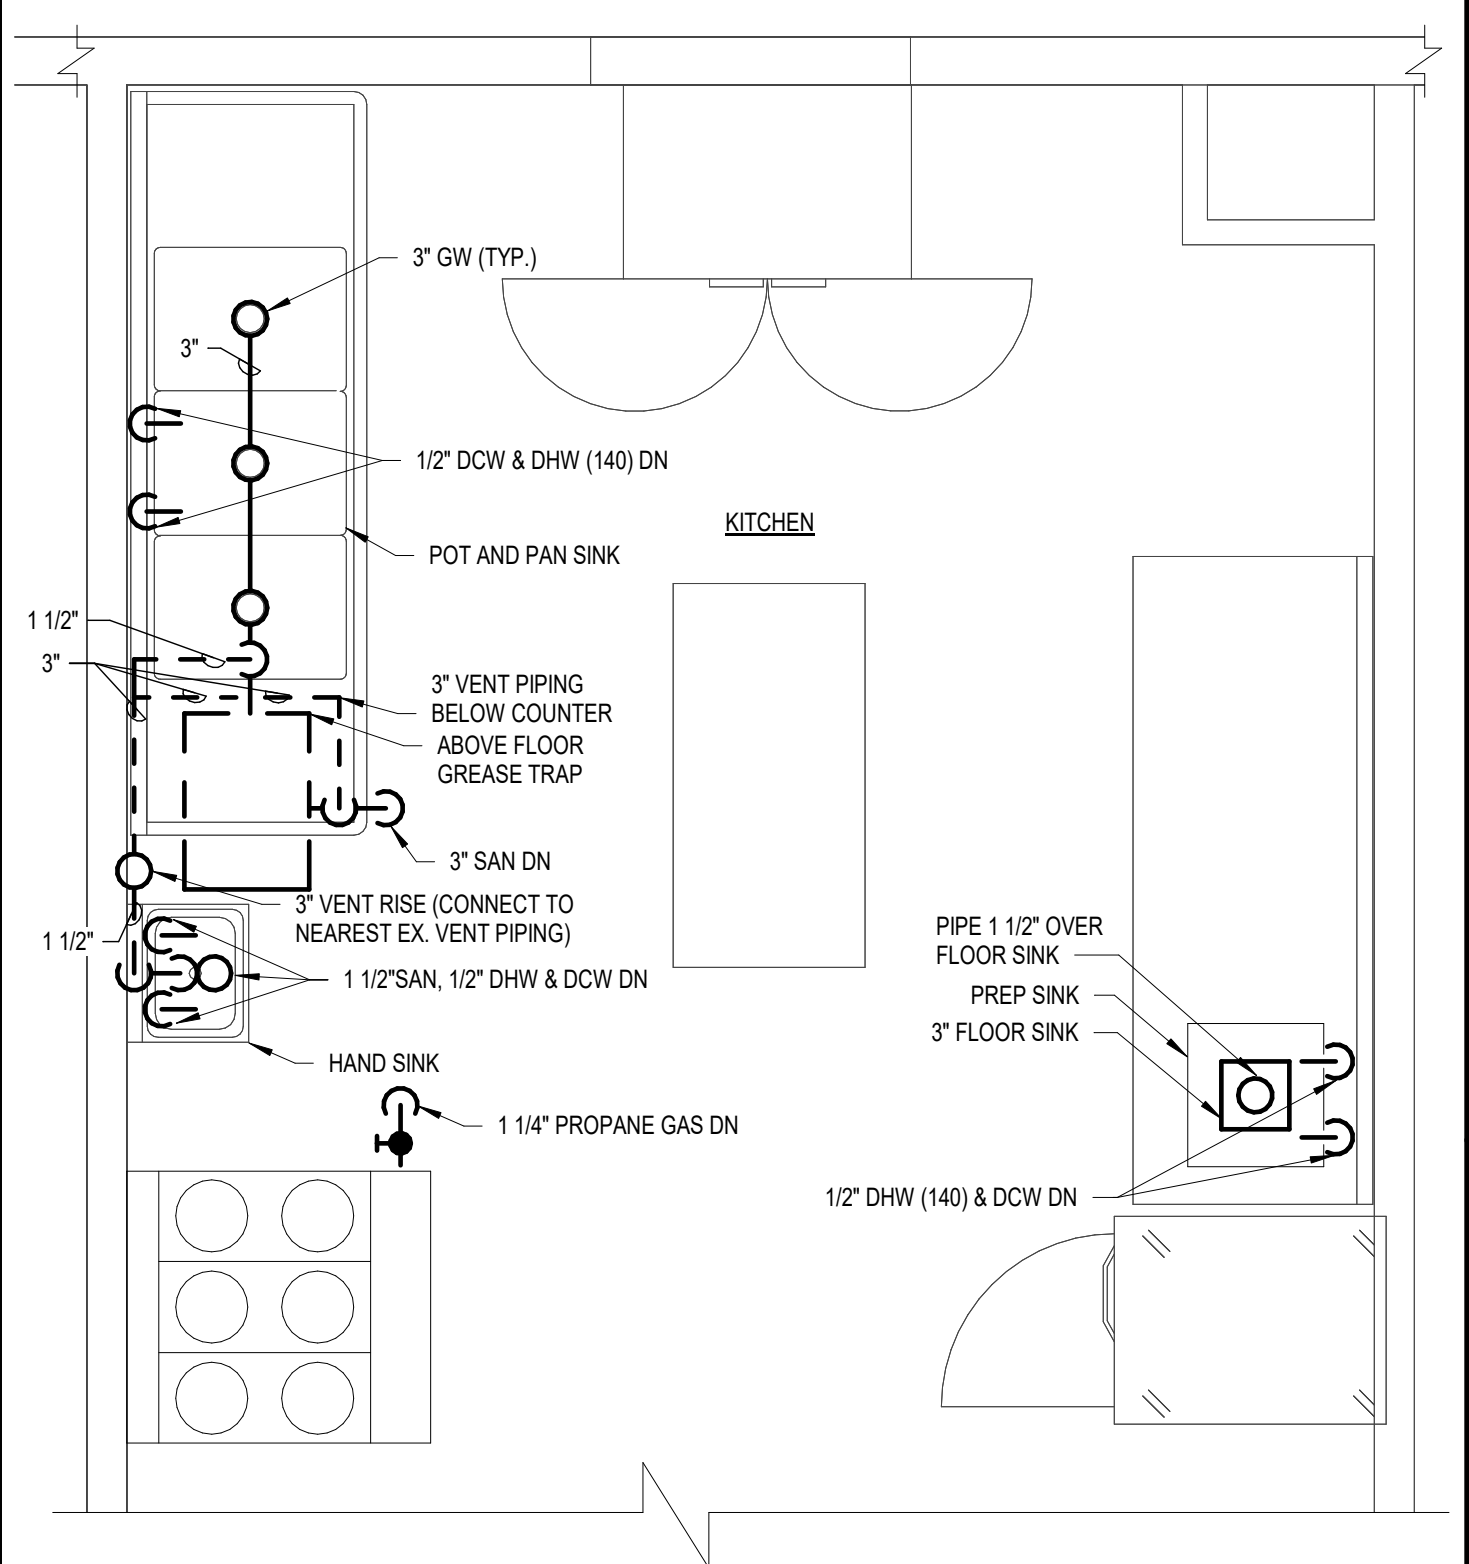 3" GW (TYP.)
3"
1/2" DCW & DHW (140) DN
KITCHEN
POT AND PAN SINK
1 1/2"
3"
3" VENT PIPING
BELOW COUNTER
ABOVE FLOOR
GREASE TRAP
3" SAN DN
3" VENT RISE (CONNECT TO
NEAREST EX. VENT PIPING)
1 1/2"
1 1/2"SAN, 1/2" DHW & DCW DN
HAND SINK
1 1/4" PROPANE GAS DN
PIPE 1 1/2" OVER
FLOOR SINK
PREP SINK
3" FLOOR SINK
1/2" DHW (140) & DCW DN